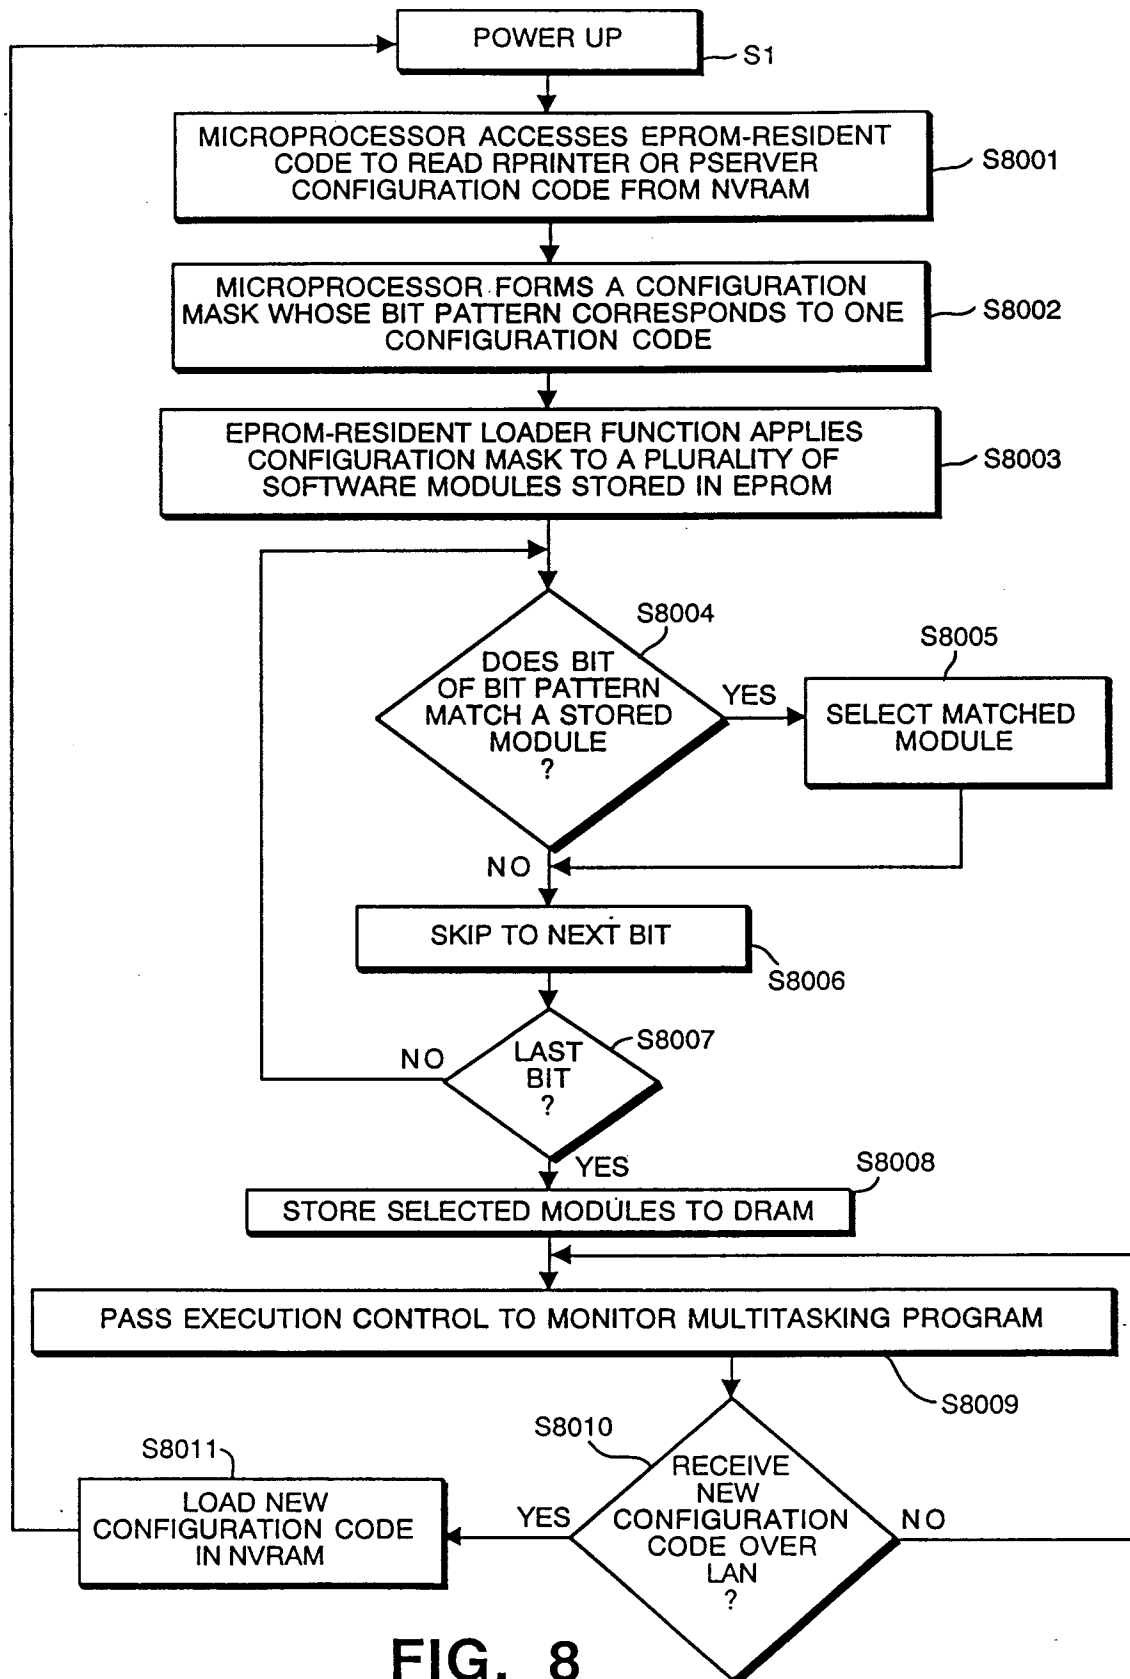 POWER UP
S1
MICROPROCESSOR ACCESSES EPROM-RESIDENT
CODE TO READ RPRINTER OR PSERVER
CONFIGURATION CODE FROM NVRAM
S8001
MICROPROCESSOR FORMS A CONFIGURATION
MASK WHOSE BIT PATTERN CORRESPONDS TO ONE
CONFIGURATION CODE
S8002
EPROM-RESIDENT LOADER FUNCTION APPLIES
CONFIGURATION MASK TO A PLURALITY OF
SOFTWARE MODULES STORED IN EPROM
S8003
S8004
DOES BIT
OF BIT PATTERN
MATCH A STORED
MODULE
?
YES
S8005
SELECT MATCHED
MODULE
NO
SKIP TO NEXT BIT
S8006
S8007
LAST
BIT
?
NO
YES
S8008
STORE SELECTED MODULES TO DRAM
PASS EXECUTION CONTROL TO MONITOR MULTITASKING PROGRAM
S8009
S8010
RECEIVE
NEW
CONFIGURATION
CODE OVER
LAN
?
YES
NO
S8011
LOAD NEW
CONFIGURATION CODE
IN NVRAM
FIG. 8